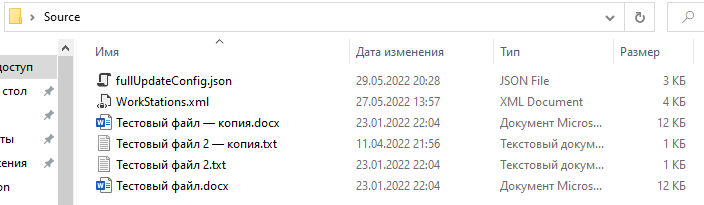 Source
Имя Дата изменения Тип Размер
доступ
стол
ты
жения
on
fullUpdateConfig.json 29.05.2022 20:28 JSON File 3 КБ
WorkStations.xml 27.05.2022 13:57 XML Document 4 КБ
Тестовый файл — копия.docx 23.01.2022 22:04 Документ Micros... 12 КБ
Тестовый файл 2 — копия.txt 11.04.2022 21:56 Текстовый докум... 1 КБ
Тестовый файл 2.txt 23.01.2022 22:04 Текстовый докум... 1 КБ
Тестовый файл.docx 23.01.2022 22:04 Документ Micros... 12 КБ